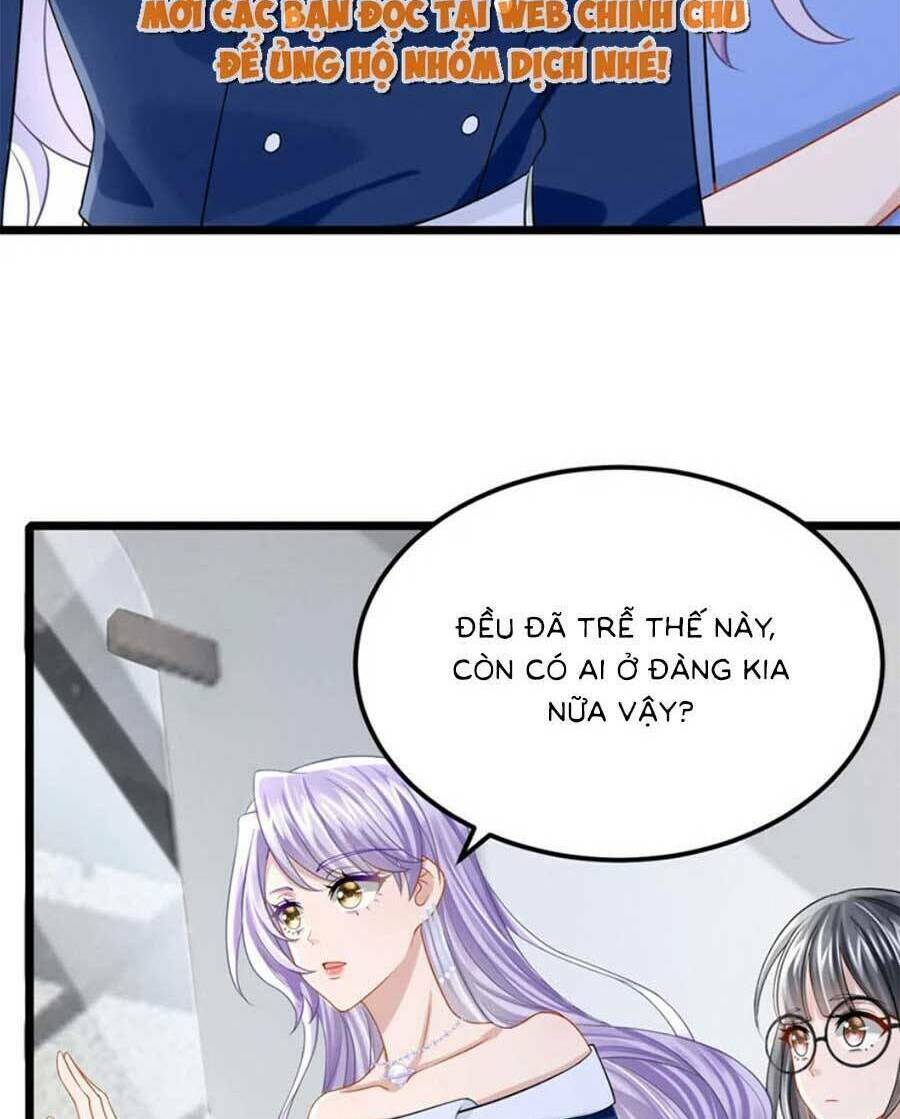 MỜI CÁC BẠN ĐỌC TẠI WEB CHÍNH CHỦ
ĐỂ ỦNG HỘ NHÓM DỊCH NHÉ!
ĐỀU ĐÃ TRỄ THẾ NÀY,
CÒN CÓ AI Ở ĐÀNG KIA
NỮA VẬY?